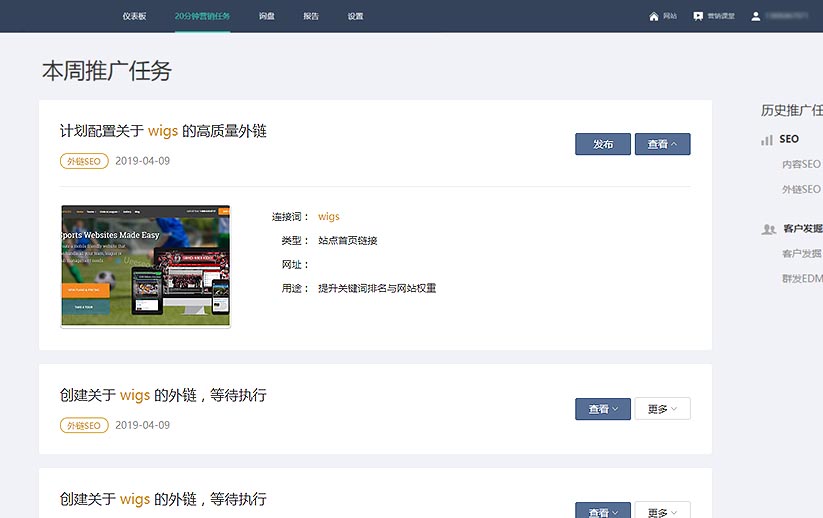 仪表板 20分钟营销任务 询盘 报告 设置 网站 营销课堂
本周推广任务
计划配置关于 wigs 的高质量外链
外链SEO 2019-04-09
发布 查看
Sports Websites Made Easy
连接词： wigs
类型： 站点首页链接
网址：
用途： 提升关键词排名与网站权重
创建关于 wigs 的外链，等待执行
外链SEO 2019-04-09
查看 更多
创建关于 wigs 的外链，等待执行
查看 更多
历史推广任
SEO
内容SEO
外链SEO
客户发掘
客户发掘
群发EDM